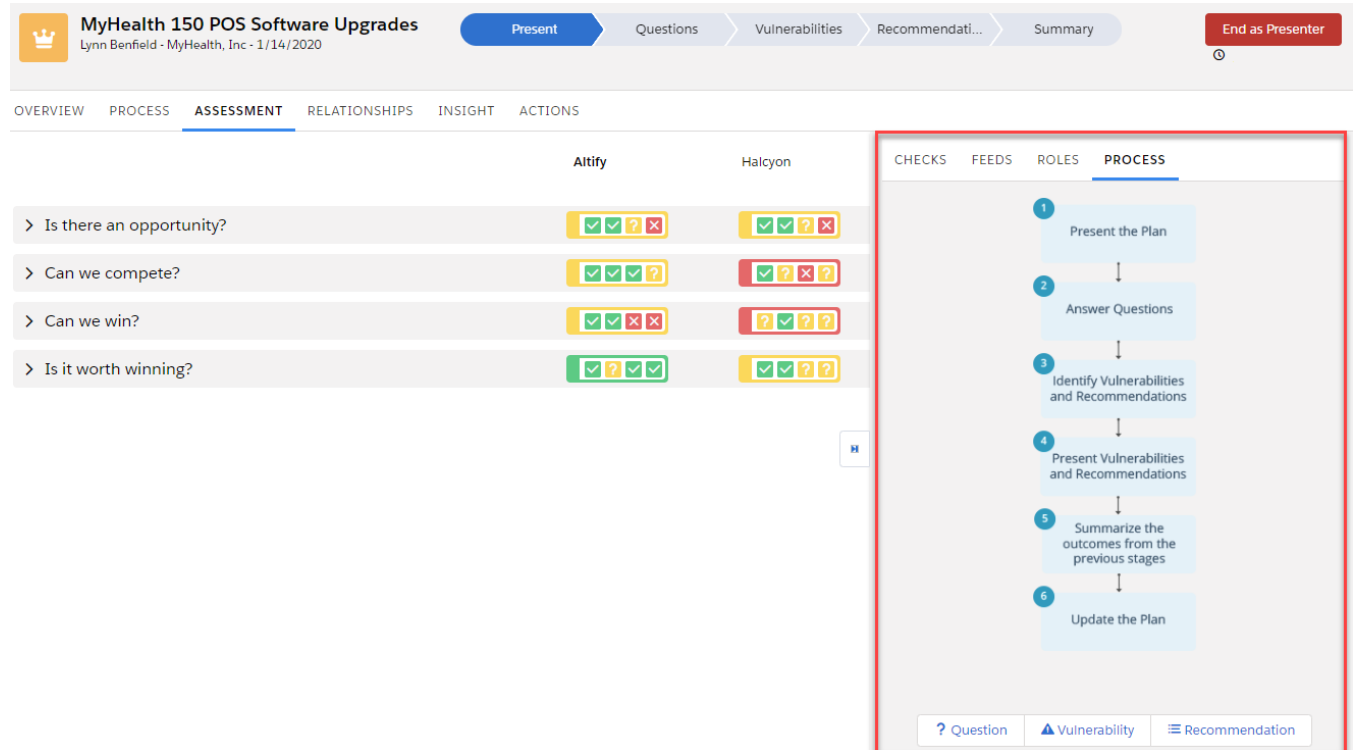 MyHealth 150 POS Software Upgrades
Lynn Benfield - MyHealth, Inc - 1/14/2020
Present
Questions
Vulnerabilities
Recommendati...
Summary
End as Presenter
OVERVIEW PROCESS ASSESSMENT RELATIONSHIPS INSIGHT ACTIONS
Altify Halcyon
Is there an opportunity?
Can we compete?
Can we win?
Is it worth winning?
CHECKS FEEDS ROLES PROCESS
1
Present the Plan
2
Answer Questions
3
Identify Vulnerabilities
and Recommendations
4
Present Vulnerabilities
and Recommendations
5
Summarize the
outcomes from the
previous stages
6
Update the Plan
? Question
Vulnerability
Recommendation